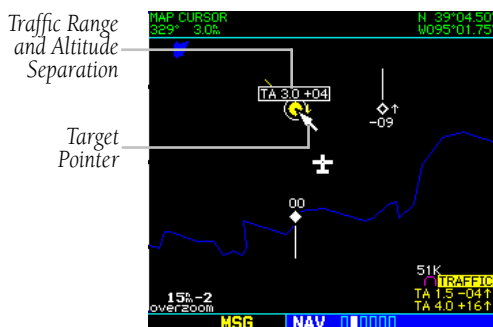 MAP CURSOR N 39°04.50'
329° 3.0ⁿₘ W095°01.75'
Traffic Range
and Altitude
Separation
TA 3.0 +04
-09
Target
Pointer
00
51K
TRAFFIC
TA 1.5 -04↑
15ⁿₘ-2
TA 4.0 +16↑
overzoom
MSG NAV